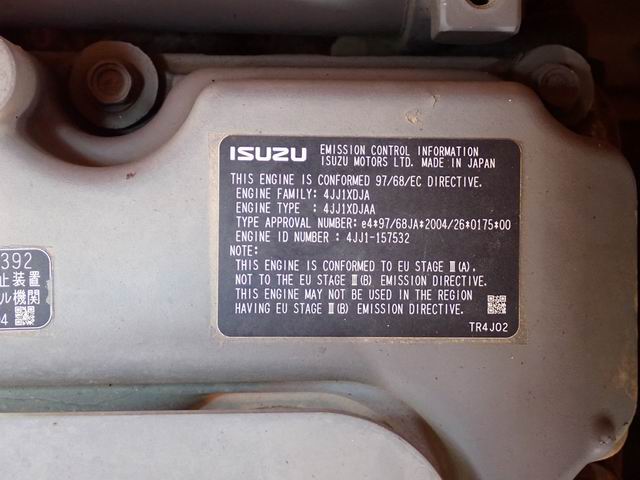 ISUZU EMISSION CONTROL INFORMATION
ISUZU MOTORS LTD. MADE IN JAPAN
THIS ENGINE IS CONFORMED 97/68/EC DIRECTIVE.
ENGINE FAMILY: 4JJ1XDJA
ENGINE TYPE : 4JJ1XDJAA
TYPE APPROVAL NUMBER: e4*97/68JA*2004/26*0175*00
ENGINE ID NUMBER : 4JJ1-157532
NOTE:
THIS ENGINE IS CONFORMED TO EU STAGE Ⅲ(A),
NOT TO THE EU STAGE Ⅲ(B) EMISSION DIRECTIVE.
THIS ENGINE MAY NOT BE USED IN THE REGION
HAVING EU STAGE Ⅲ(B) EMISSION DIRECTIVE.
TR4J02
392
止装置
ル機関
04